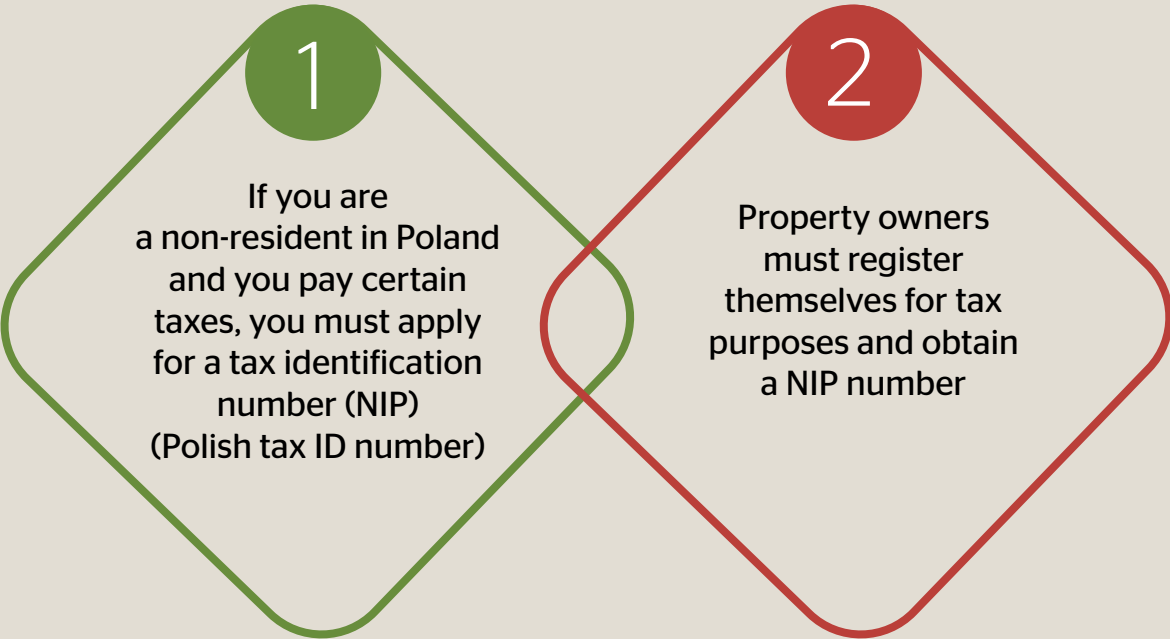 1
If you are
a non-resident in Poland
and you pay certain
taxes, you must apply
for a tax identification
number (NIP)
(Polish tax ID number)
2
Property owners
must register
themselves for tax
purposes and obtain
a NIP number